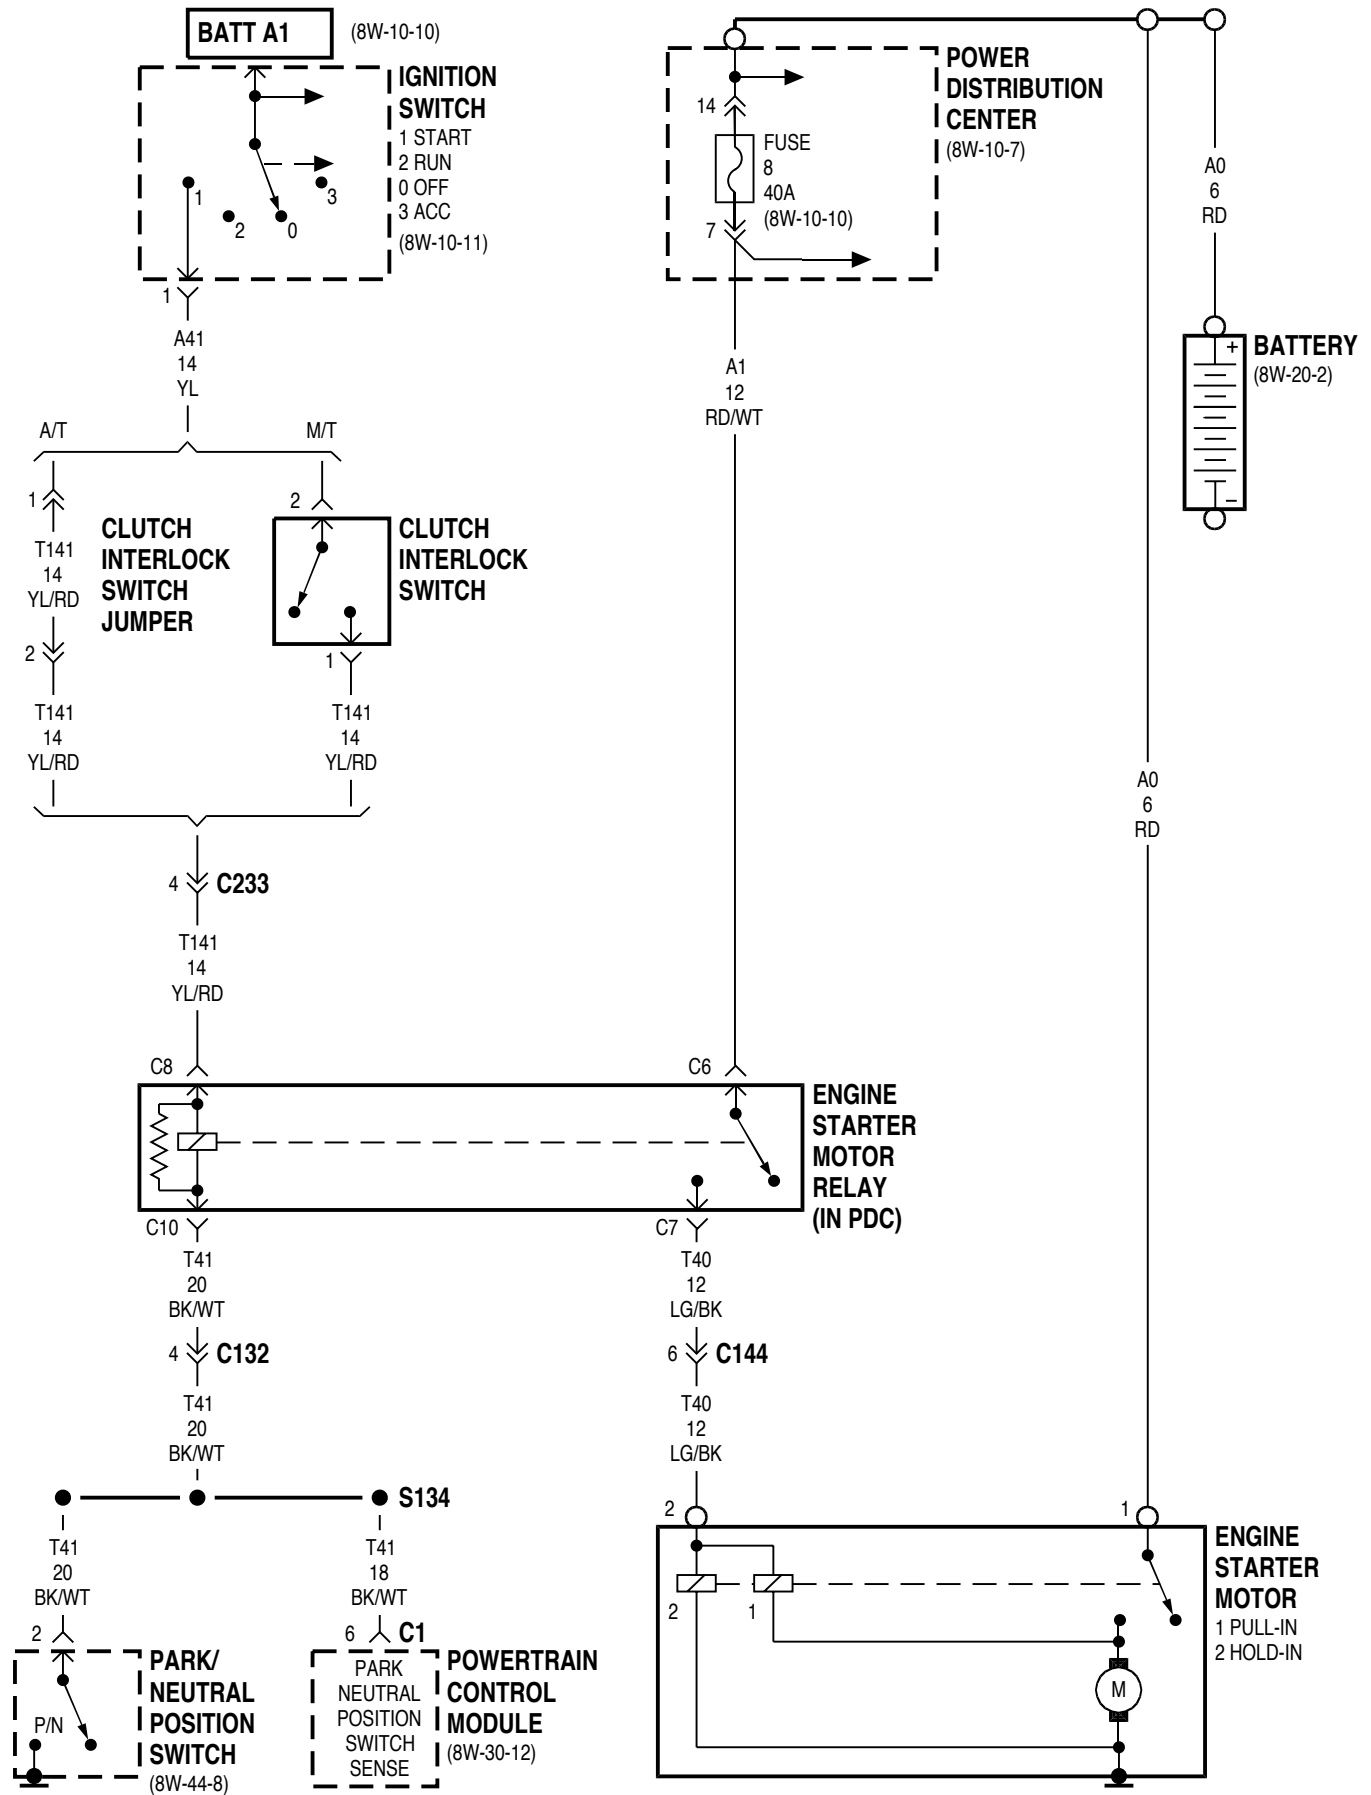 BATT A1
(8W-10-10)
IGNITION
SWITCH
1 START
2 RUN
0 OFF
3 ACC
(8W-10-11)
1
2
0
3
1
A41
14
YL
A/T
M/T
1
T141
14
YL/RD
2
CLUTCH
INTERLOCK
SWITCH
JUMPER
2
CLUTCH
INTERLOCK
SWITCH
1
T141
14
YL/RD
T141
14
YL/RD
4
C233
T141
14
YL/RD
POWER
DISTRIBUTION
CENTER
(8W-10-7)
14
FUSE
8
40A
(8W-10-10)
7
A1
12
RD/WT
A0
6
RD
+
BATTERY
(8W-20-2)
–
A0
6
RD
C8
C6
ENGINE
STARTER
MOTOR
RELAY
(IN PDC)
C10
C7
T41
20
BK/WT
4
C132
T41
20
BK/WT
T40
12
LG/BK
6
C144
T40
12
LG/BK
S134
T41
20
BK/WT
T41
18
BK/WT
2
PARK/
NEUTRAL
POSITION
SWITCH
(8W-44-8)
P/N
6
C1
PARK
NEUTRAL
POSITION
SWITCH
SENSE
POWERTRAIN
CONTROL
MODULE
(8W-30-12)
2
1
2
1
M
ENGINE
STARTER
MOTOR
1 PULL-IN
2 HOLD-IN